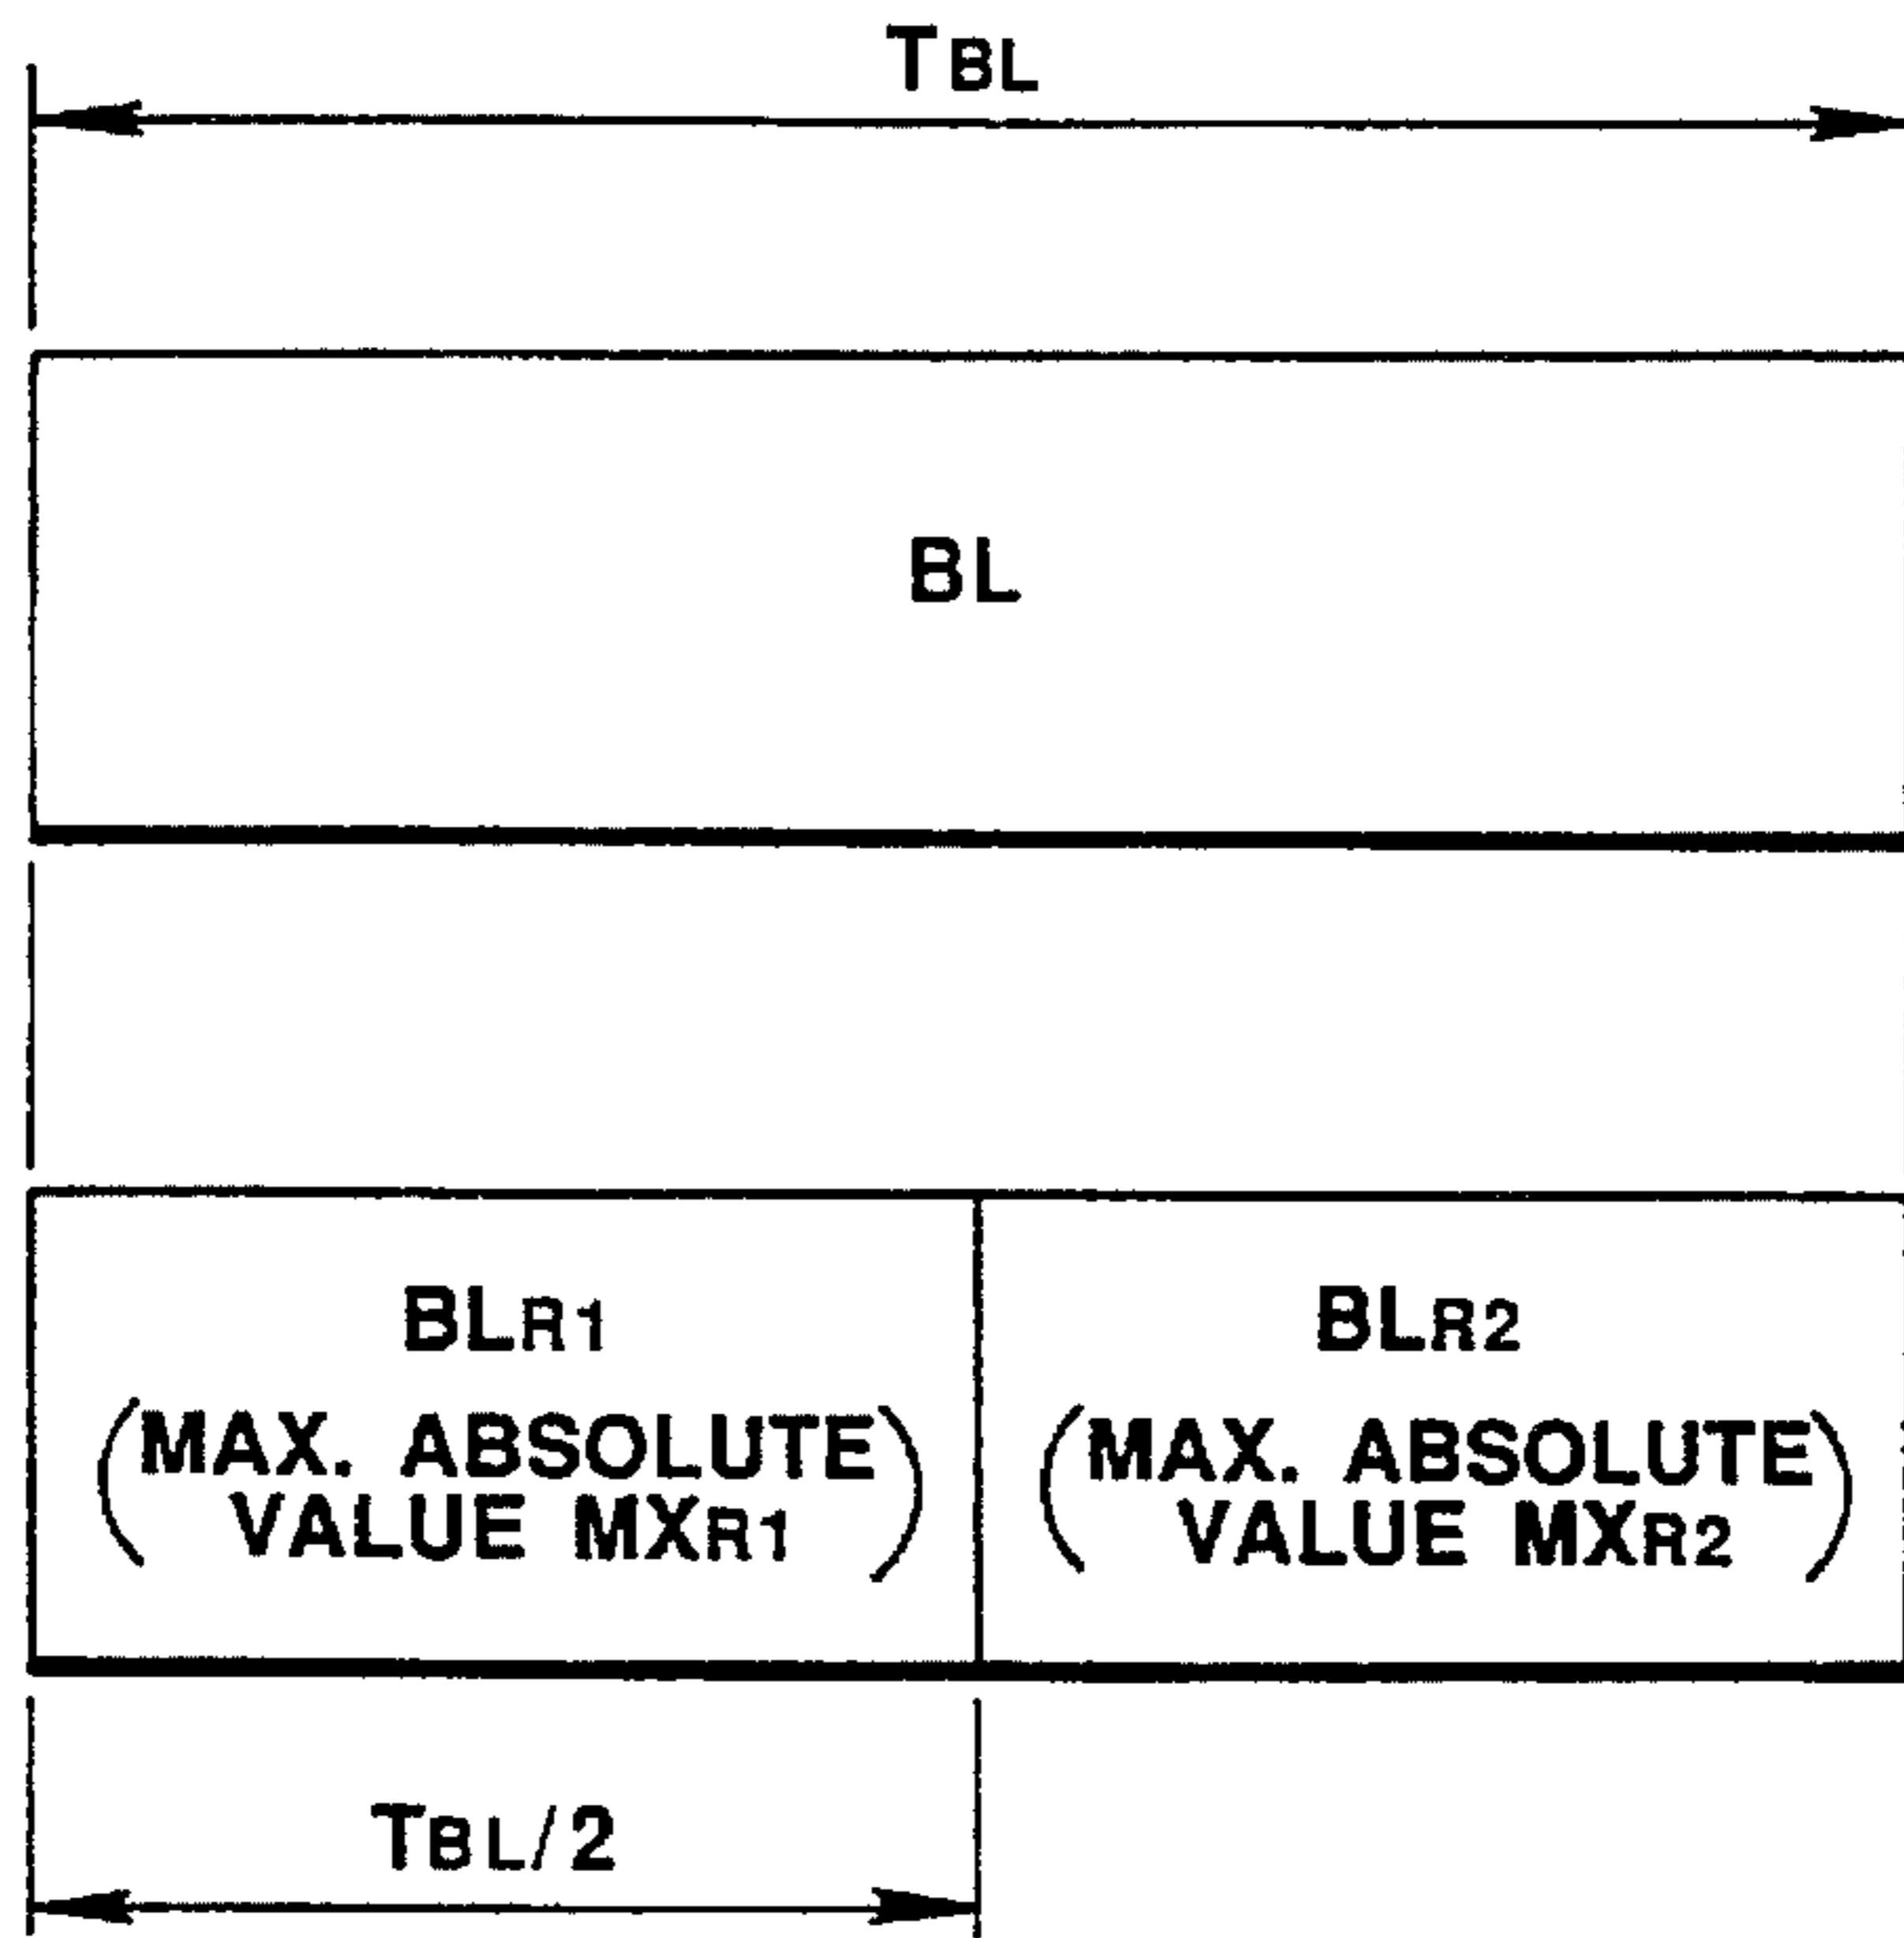 TBL
BL
BLR1
(MAX. ABSOLUTE
VALUE MXR1)
BLR2
(MAX. ABSOLUTE
VALUE MXR2)
TBL/2